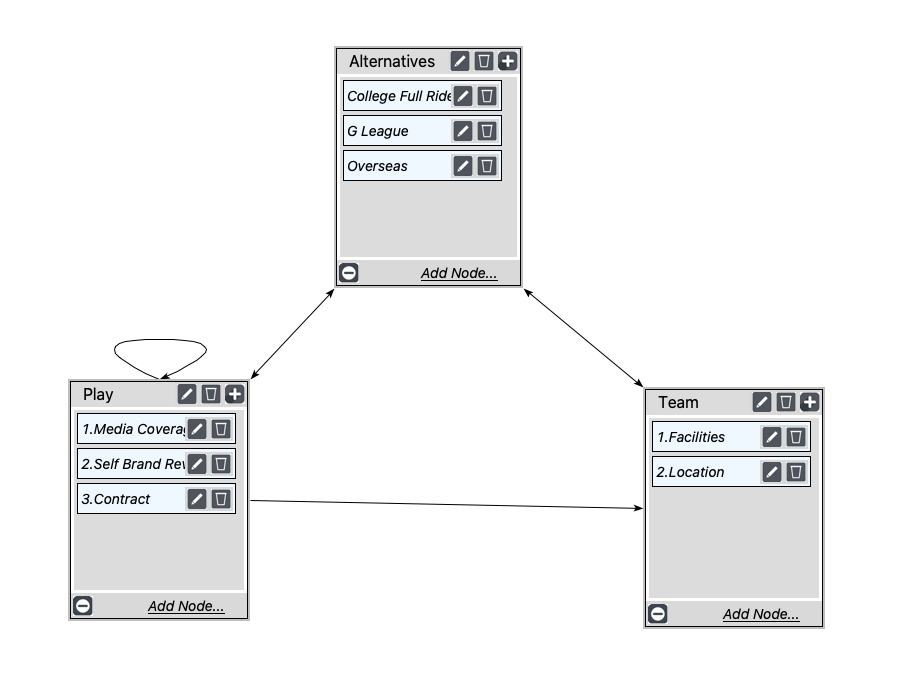 Alternatives
College Full Ride
G League
Overseas
Add Node...
Play
1.Media Covera
2.Self Brand Rev
3.Contract
Add Node...
Team
1.Facilities
2.Location
Add Node...